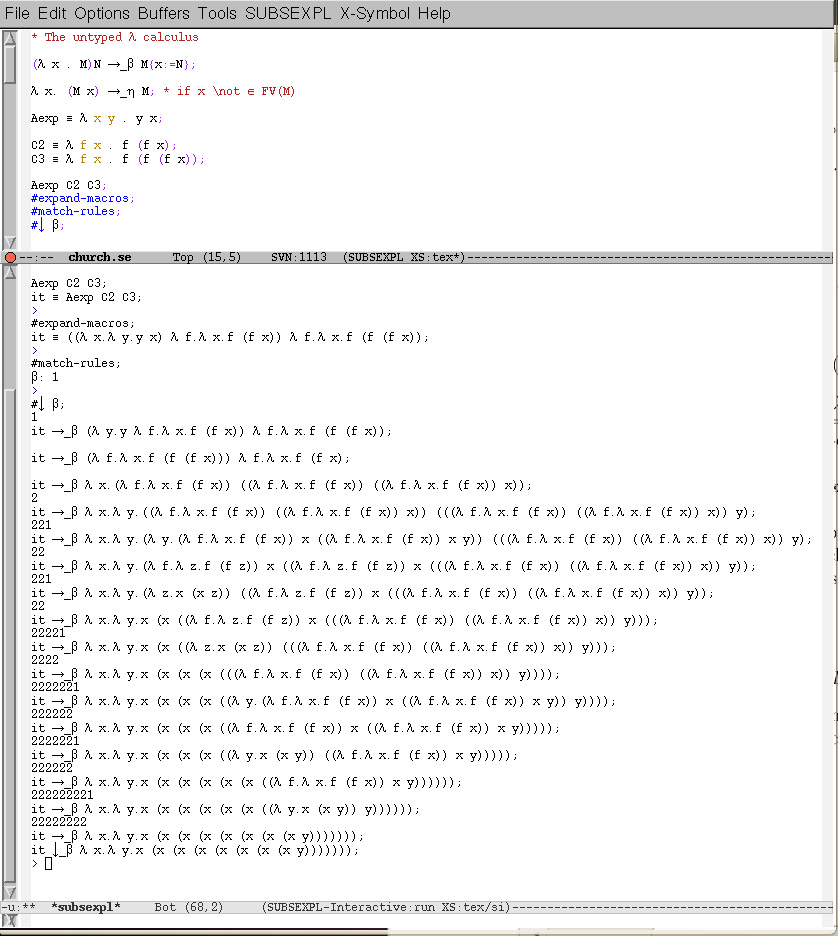 File Edit Options Buffers Tools SUBSEXPL X-Symbol Help
* The untyped λ calculus
(λ x . M)N →_β M{x:=N};
λ x. (M x) →_η M; * if x \not ∈ FV(M)
Aexp ≡ λ x y . y x;
C2 ≡ λ f x . f (f x);
C3 ≡ λ f x . f (f (f x));
Aexp C2 C3;
#expand-macros;
#match-rules;
#↓ β;
--:-- church.se Top (15,5) SVN:1113 (SUBSEXPL XS:tex*)
Aexp C2 C3;
it ≡ Aexp C2 C3;
>
#expand-macros;
it ≡ ((λ x.λ y.y x) λ f.λ x.f (f x)) λ f.λ x.f (f (f x));
>
#match-rules;
β: 1
>
#↓ β;
1
it →_β (λ y.y λ f.λ x.f (f x)) λ f.λ x.f (f (f x));
it →_β (λ f.λ x.f (f (f x))) λ f.λ x.f (f x);
it →_β λ x.(λ f.λ x.f (f x)) ((λ f.λ x.f (f x)) ((λ f.λ x.f (f x)) x));
2
it →_β λ x.λ y.((λ f.λ x.f (f x)) ((λ f.λ x.f (f x)) x)) (((λ f.λ x.f (f x)) ((λ f.λ x.f (f x)) x)) y);
221
it →_β λ x.λ y.(λ y.(λ f.λ x.f (f x)) x ((λ f.λ x.f (f x)) x y)) (((λ f.λ x.f (f x)) ((λ f.λ x.f (f x)) x)) y);
22
it →_β λ x.λ y.(λ f.λ z.f (f z)) x ((λ f.λ z.f (f z)) x (((λ f.λ x.f (f x)) ((λ f.λ x.f (f x)) x)) y));
221
it →_β λ x.λ y.(λ z.x (x z)) ((λ f.λ z.f (f z)) x (((λ f.λ x.f (f x)) ((λ f.λ x.f (f x)) x)) y));
22
it →_β λ x.λ y.x (x ((λ f.λ z.f (f z)) x (((λ f.λ x.f (f x)) ((λ f.λ x.f (f x)) x)) y)));
22221
it →_β λ x.λ y.x (x ((λ z.x (x z)) (((λ f.λ x.f (f x)) ((λ f.λ x.f (f x)) x)) y)));
2222
it →_β λ x.λ y.x (x (x (x (((λ f.λ x.f (f x)) ((λ f.λ x.f (f x)) x)) y))));
2222221
it →_β λ x.λ y.x (x (x (x ((λ y.(λ f.λ x.f (f x)) x ((λ f.λ x.f (f x)) x y)) y))));
222222
it →_β λ x.λ y.x (x (x (x ((λ f.λ x.f (f x)) x ((λ f.λ x.f (f x)) x y)))));
2222221
it →_β λ x.λ y.x (x (x (x ((λ y.x (x y)) ((λ f.λ x.f (f x)) x y)))));
222222
it →_β λ x.λ y.x (x (x (x (x (x ((λ f.λ x.f (f x)) x y))))));
222222221
it →_β λ x.λ y.x (x (x (x (x (x ((λ y.x (x y)) y))))));
22222222
it →_β λ x.λ y.x (x (x (x (x (x (x (x y)))))));
it ↓_β λ x.λ y.x (x (x (x (x (x (x (x y)))))));
>
-u:** *subsexpl* Bot (68,2) (SUBSEXPL-Interactive:run XS:tex/si)